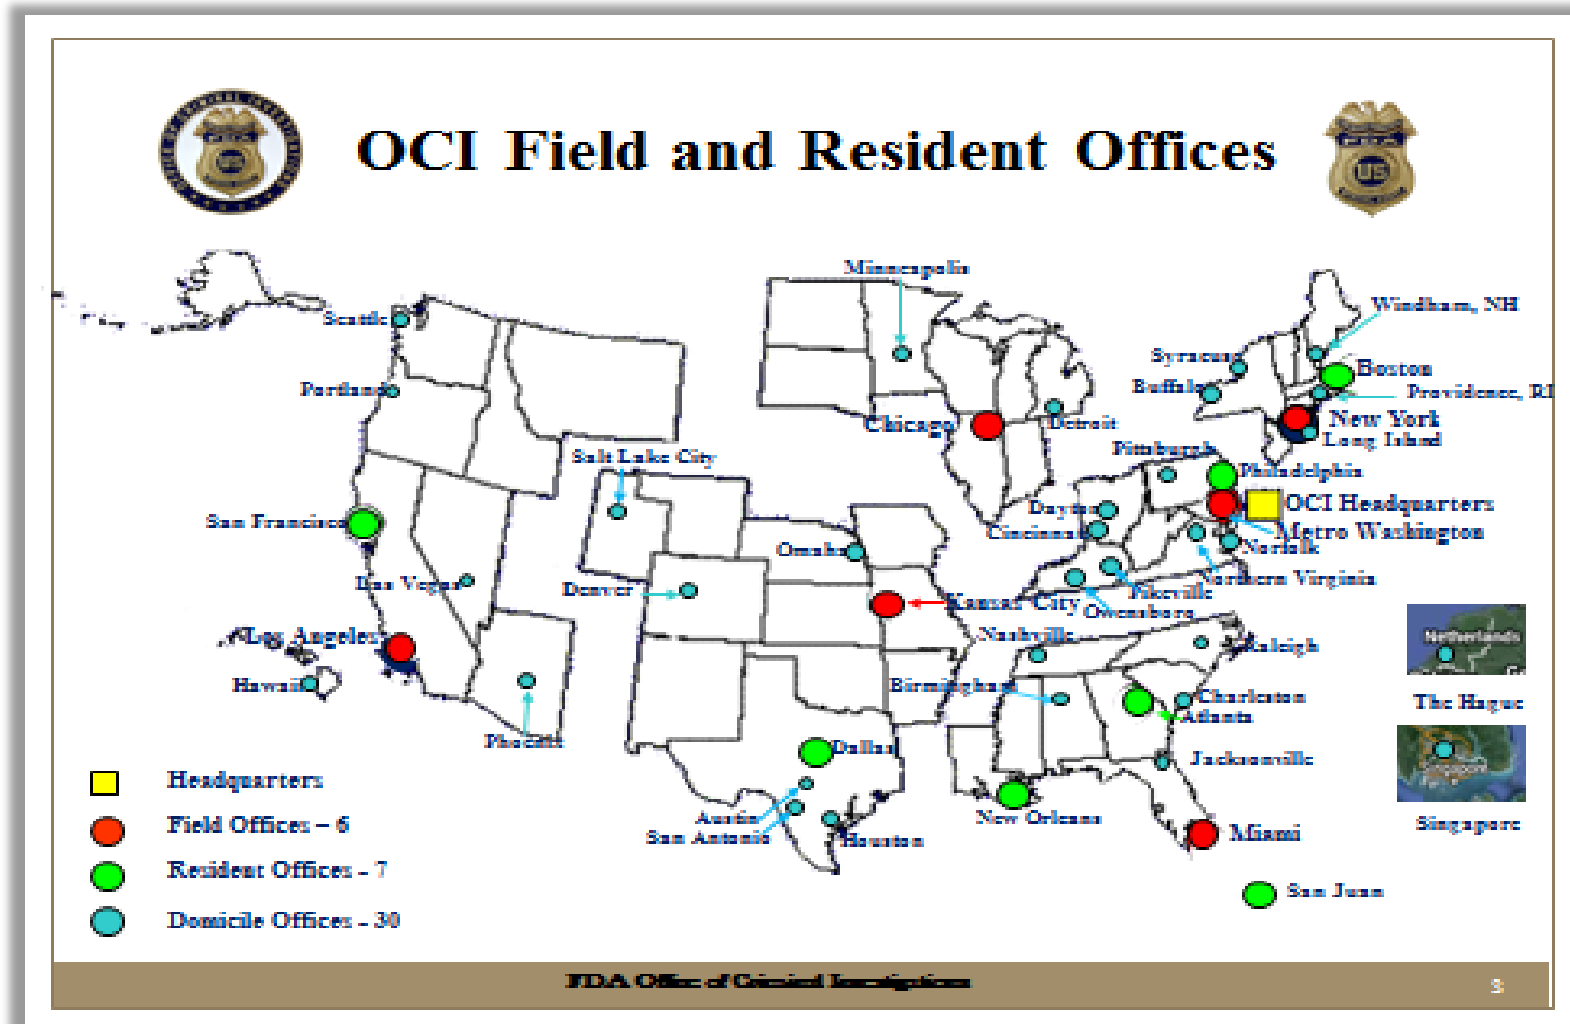 OCI Field and Resident Offices
Minneapolis
Windham, NH
Seattle
Syracuse
Boston
Portland
Buffalo
Providence, RI
Chicago
Detroit
New York
Long Island
Salt Lake City
Pittsburgh
Philadelphia
San Francisco
Dayton
OCI Headquarters
Cincinnati
Metro Washington
Omaha
Norfolk
Las Vegas
Denver
Northern Virginia
Pikeville
Kansas City
Owensboro
Los Angeles
Nashville
Raleigh
Netherlands
Hawaii
Birmingham
Charleston
The Hague
Atlanta
Phoenix
Dallas
Jacksonville
Singapore
Headquarters
Austin
New Orleans
Singapore
Field Offices – 6
San Antonio
Houston
Miami
Resident Offices - 7
San Juan
Domicile Offices - 30
FDA Office of Criminal Investigations
3